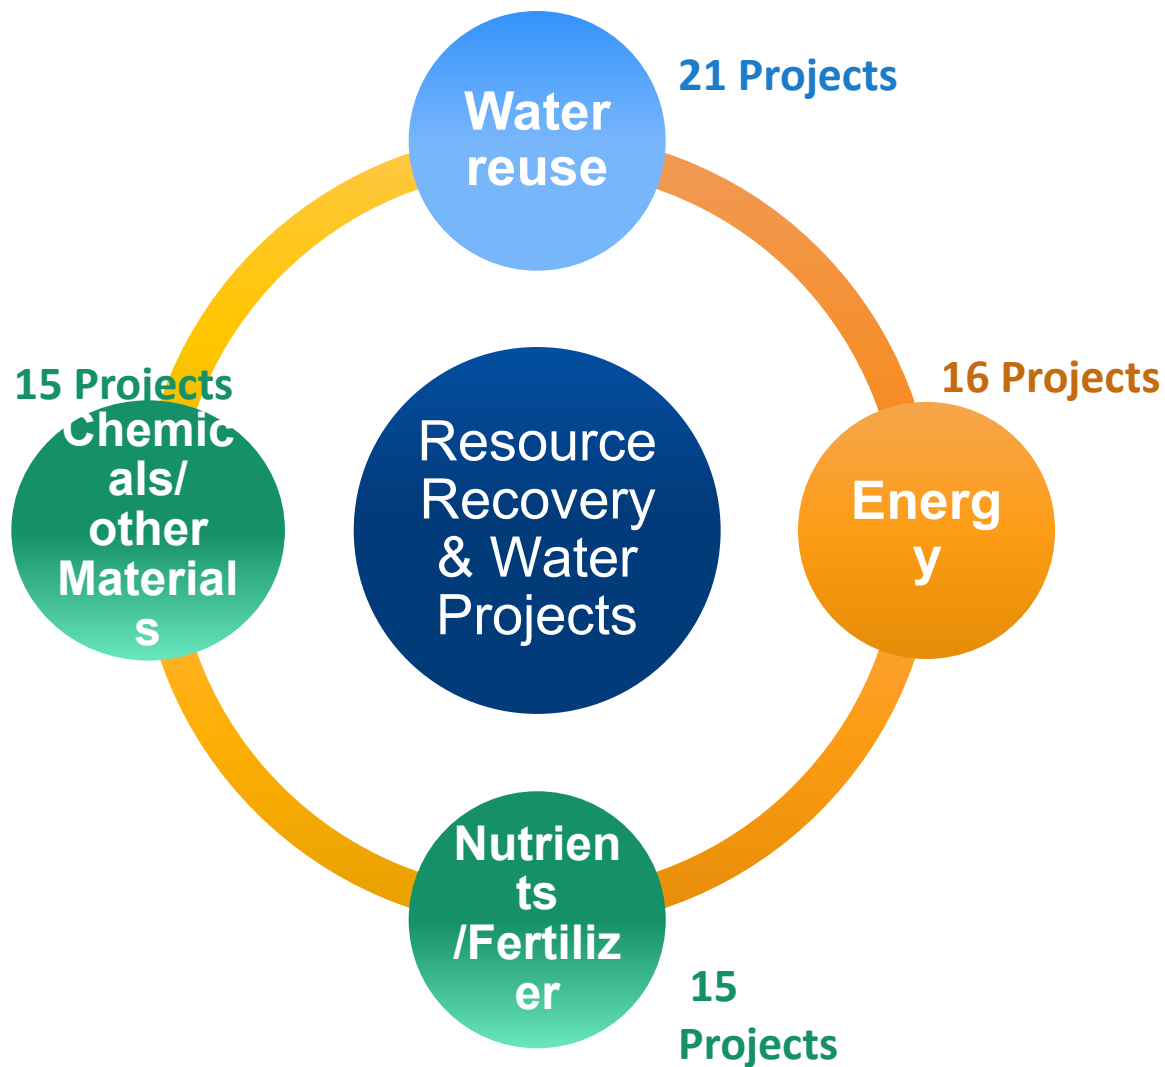 21 Projects
Water
reuse
16 Projects
15 Projects
Chemic
als/
other
Material
s
Resource
Recovery
& Water
Projects
Energ
y
Nutrien
ts
/Fertiliz
er
15
Projects